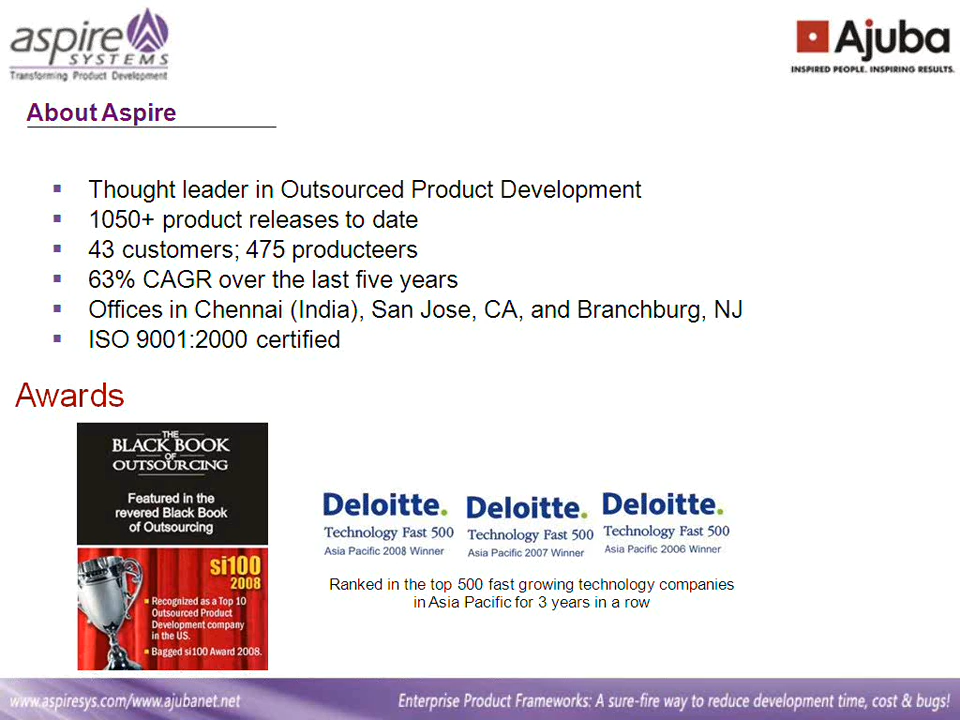 aspire
SYSTEMS
Transforming Product Development
Ajuba
INSPIRED PEOPLE. INSPIRING RESULTS.
About Aspire
Thought leader in Outsourced Product Development
1050+ product releases to date
43 customers; 475 producteers
63% CAGR over the last five years
Offices in Chennai (India), San Jose, CA, and Branchburg, NJ
ISO 9001:2000 certified
Awards
THE
BLACK BOOK
OF
OUTSOURCING
Featured in the
revered Black Book
of Outsourcing
si100
2008
Recognized as a Top 10
Outsourced Product
Development company
in the US.
Bagged si100 Award 2008.
Deloitte.
Technology Fast 500
Asia Pacific 2008 Winner
Deloitte.
Technology Fast 500
Asia Pacific 2007 Winner
Deloitte.
Technology Fast 500
Asia Pacific 2006 Winner
Ranked in the top 500 fast growing technology companies
in Asia Pacific for 3 years in a row
www.aspiresys.com/www.ajubanet.net
Enterprise Product Frameworks: A sure-fire way to reduce development time, cost & bugs!